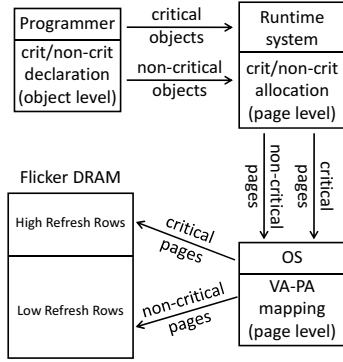 Programmer
crit/non-crit
declaration
(object level)
critical
objects
non-critical
objects
Runtime
system
crit/non-crit
allocation
(page level)
non-critical
pages
critical
pages
Flicker DRAM
High Refresh Rows
Low Refresh Rows
critical
pages
non-critical
pages
OS
VA-PA
mapping
(page level)